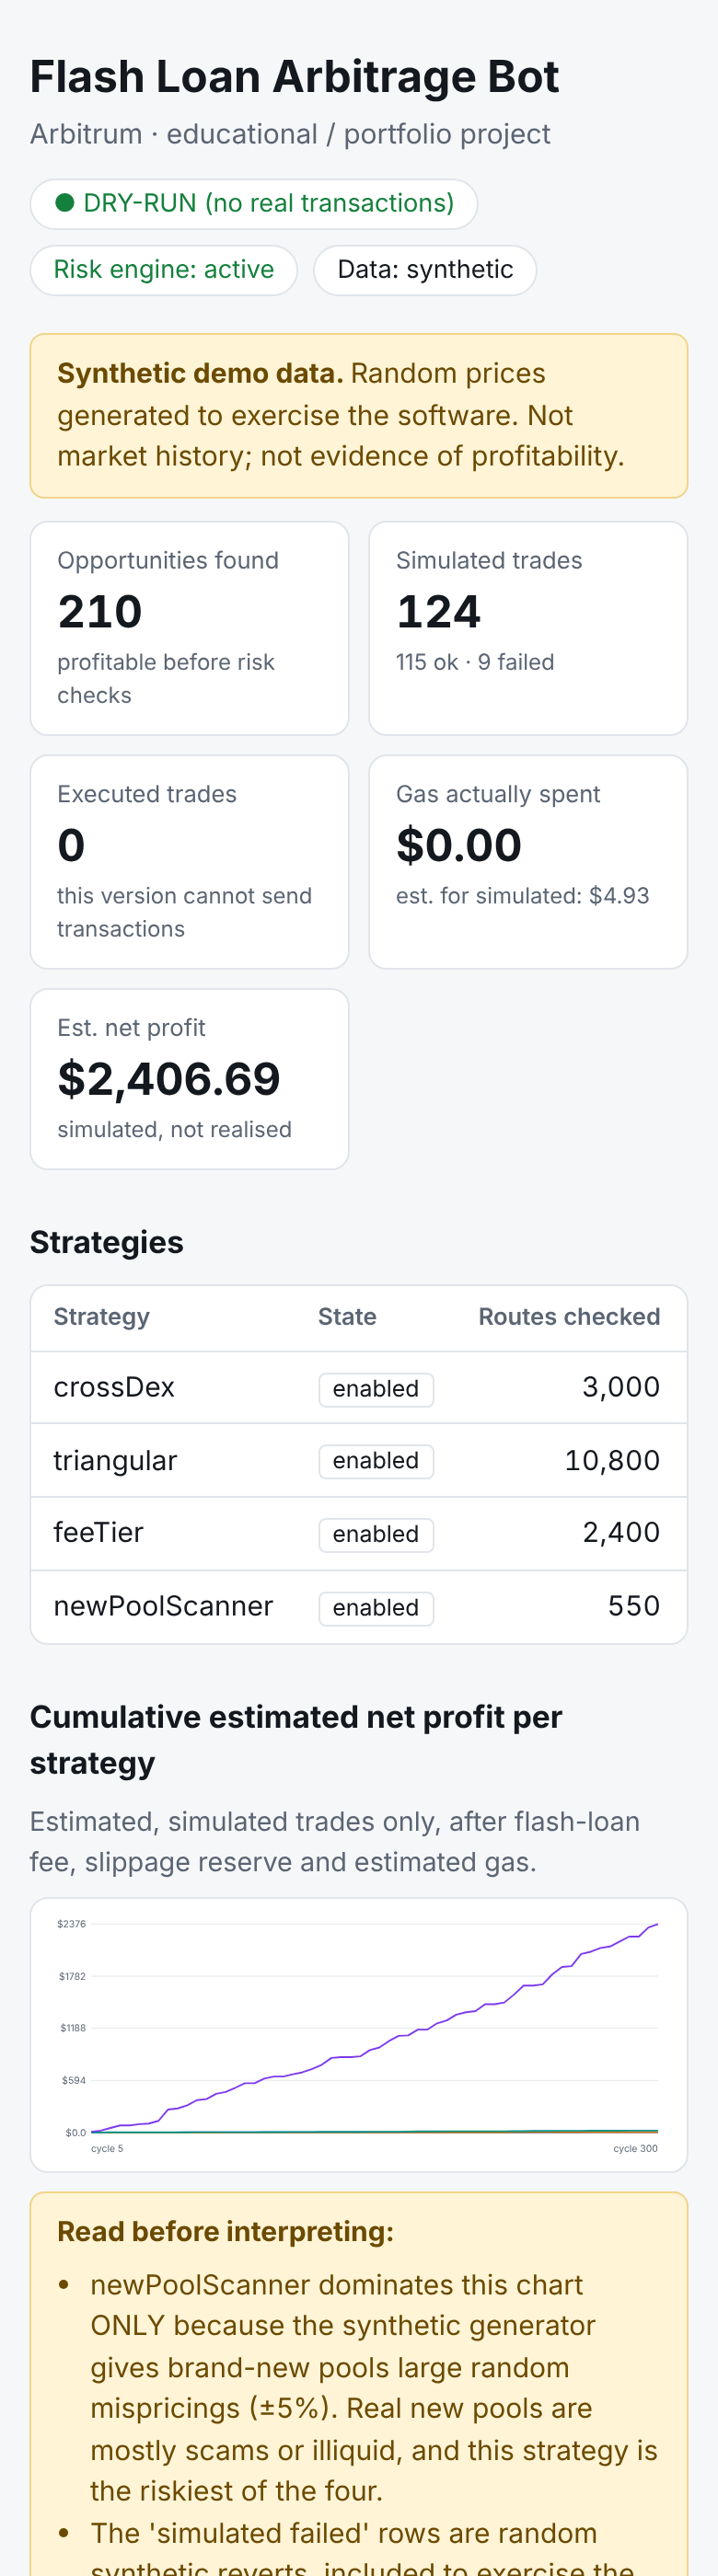 Flash Loan Arbitrage Bot
Arbitrum · educational / portfolio project
● DRY-RUN (no real transactions)
Risk engine: active
Data: synthetic
Synthetic demo data. Random prices
generated to exercise the software. Not
market history; not evidence of profitability.
Opportunities found
210
profitable before risk
checks
Simulated trades
124
115 ok · 9 failed
Executed trades
0
this version cannot send
transactions
Gas actually spent
$0.00
est. for simulated: $4.93
Est. net profit
$2,406.69
simulated, not realised
Strategies
Strategy State Routes checked
crossDex enabled 3,000
triangular enabled 10,800
feeTier enabled 2,400
newPoolScanner enabled 550
Cumulative estimated net profit per
strategy
Estimated, simulated trades only, after flash-loan
fee, slippage reserve and estimated gas.
$2376
$1782
$1188
$594
$0.0
cycle 5 cycle 300
Read before interpreting:
• newPoolScanner dominates this chart
ONLY because the synthetic generator
gives brand-new pools large random
mispricings (±5%). Real new pools are
mostly scams or illiquid, and this strategy is
the riskiest of the four.
• The 'simulated failed' rows are random
synthetic reverts, included to exercise the